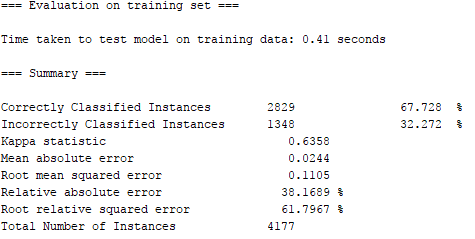 === Evaluation on training set ===
Time taken to test model on training data: 0.41 seconds
=== Summary ===
Correctly Classified Instances 2829 67.728 %
Incorrectly Classified Instances 1348 32.272 %
Kappa statistic 0.6358
Mean absolute error 0.0244
Root mean squared error 0.1105
Relative absolute error 38.1689 %
Root relative squared error 61.7967 %
Total Number of Instances 4177